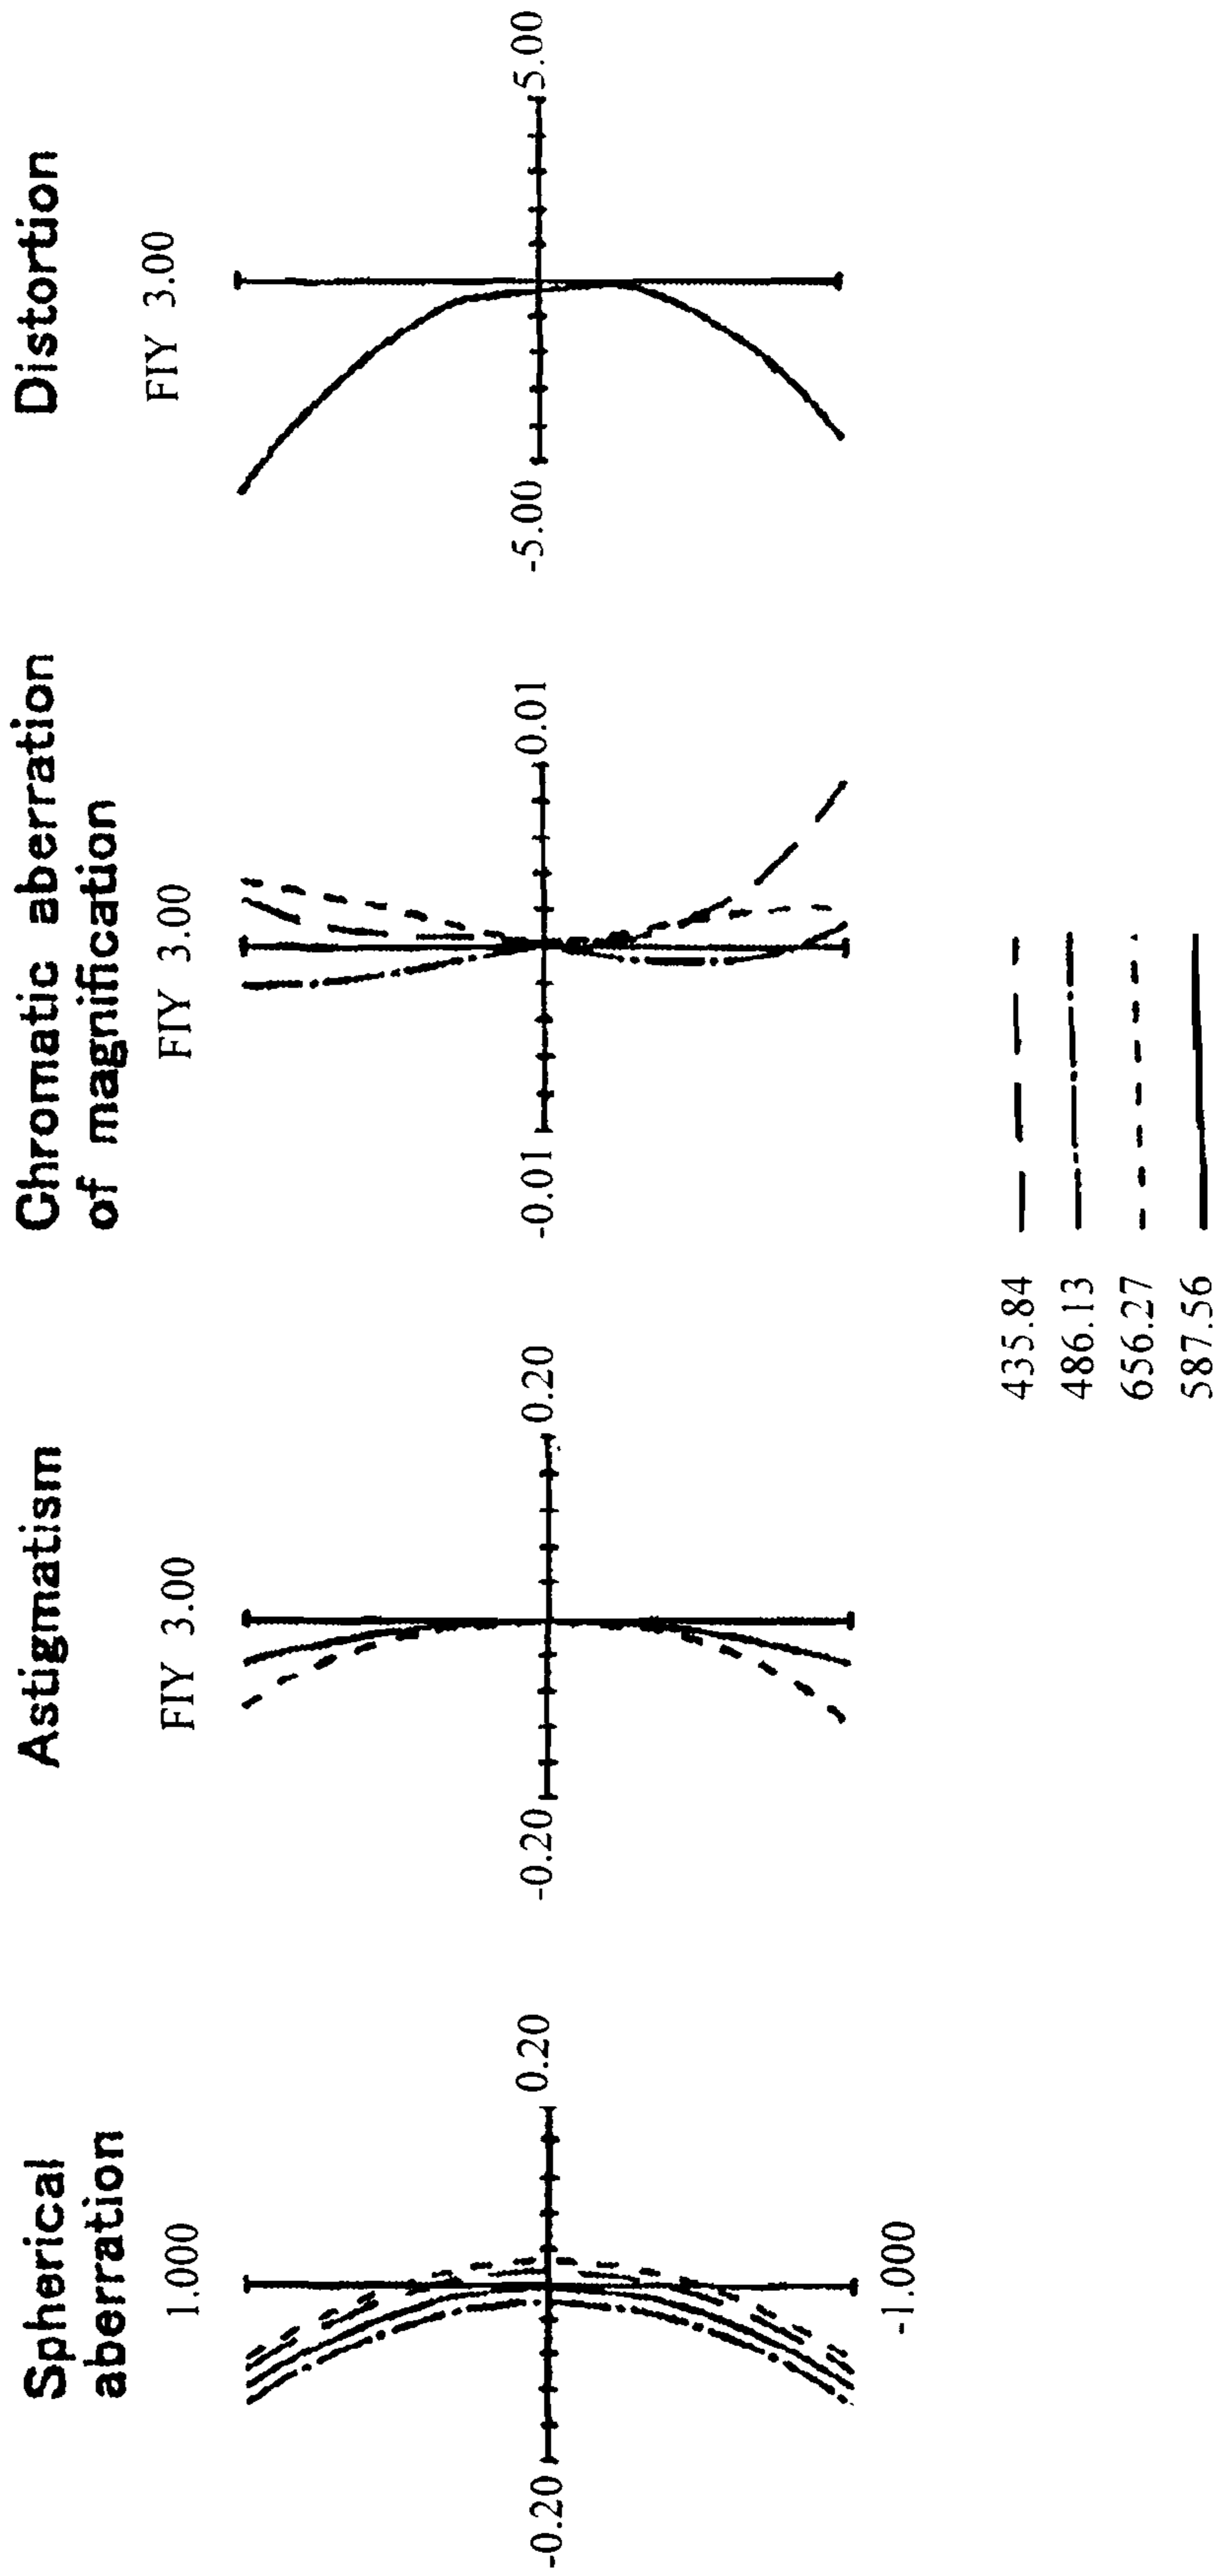 Spherical
aberration
1.000
-0.20
0.20
-1.000
Astigmatism
FIY 3.00
-0.20
0.20
Chromatic aberration
of magnification
FIY 3.00
-0.01
0.01
Distortion
FIY 3.00
-5.00
5.00
435.84
486.13
656.27
587.56